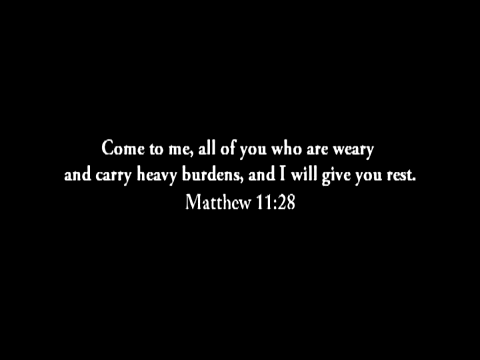 Come to me, all of you who are weary
and carry heavy burdens, and I will give you rest.
Matthew 11:28